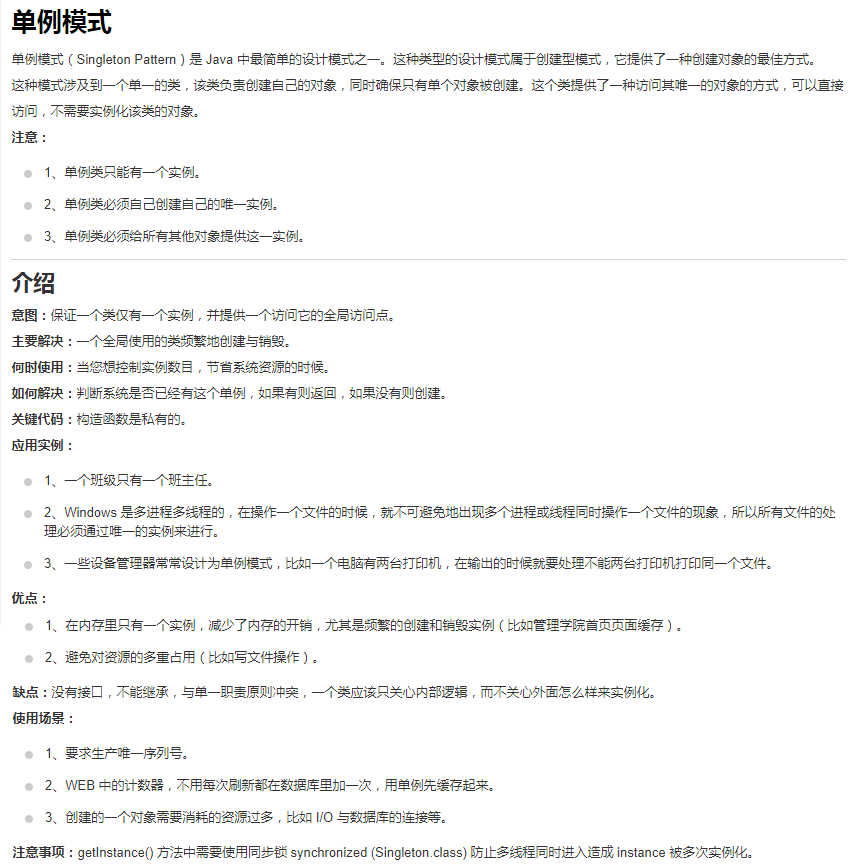 单例模式
单例模式（Singleton Pattern）是 Java 中最简单的设计模式之一。这种类型的设计模式属于创建型模式，它提供了一种创建对象的最佳方式。
这种模式涉及到一个单一的类，该类负责创建自己的对象，同时确保只有单个对象被创建。这个类提供了一种访问其唯一的对象的方式，可以直接
访问，不需要实例化该类的对象。
注意：
1、单例类只能有一个实例。
2、单例类必须自己创建自己的唯一实例。
3、单例类必须给所有其他对象提供这一实例。
介绍
意图：保证一个类仅有一个实例，并提供一个访问它的全局访问点。
主要解决：一个全局使用的类频繁地创建与销毁。
何时使用：当您想控制实例数目，节省系统资源的时候。
如何解决：判断系统是否已经有这个单例，如果有则返回，如果没有则创建。
关键代码：构造函数是私有的。
应用实例：
1、一个班级只有一个班主任。
2、Windows 是多进程多线程的，在操作一个文件的时候，就不可避免地出现多个进程或线程同时操作一个文件的现象，所以所有文件的处
理必须通过唯一的实例来进行。
3、一些设备管理器常常设计为单例模式，比如一个电脑有两台打印机，在输出的时候就要处理不能两台打印机打印同一个文件。
优点：
1、在内存里只有一个实例，减少了内存的开销，尤其是频繁的创建和销毁实例（比如管理学院首页页面缓存）。
2、避免对资源的多重占用（比如写文件操作）。
缺点：没有接口，不能继承，与单一职责原则冲突，一个类应该只关心内部逻辑，而不关心外面怎么样来实例化。
使用场景：
1、要求生产唯一序列号。
2、WEB 中的计数器，不用每次刷新都在数据库里加一次，用单例先缓存起来。
3、创建的一个对象需要消耗的资源过多，比如 I/O 与数据库的连接等。
注意事项：getInstance() 方法中需要使用同步锁 synchronized (Singleton.class) 防止多线程同时进入造成 instance 被多次实例化。